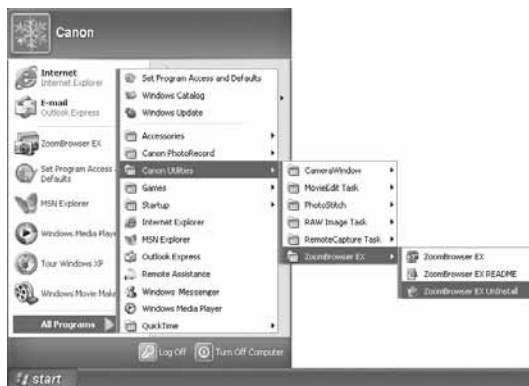 Canon
Internet
Internet Explorer
E-mail
Outlook Express
ZoomBrowser EX
Set Program Access
Defaults
MSN Explorer
Windows Media Play
Tour Windows XP
Windows Movie Make
All Programs
Set Program Access and Defaults
Windows Catalog
Windows Update
Accessories
Canon PhotoRecord
Canon Utilities
Games
Startup
Internet Explorer
MSN Explorer
Outlook Express
Remote Assistance
Windows Messenger
Windows Media Player
QuickTime
CameraWindow
MovieEdit Task
PhotoStitch
RAW Image Task
RemoteCapture Task
ZoomBrowser EX
ZoomBrowser EX
ZoomBrowser EX README
ZoomBrowser EX Uninstall
Log Off
Turn Off Computer
start